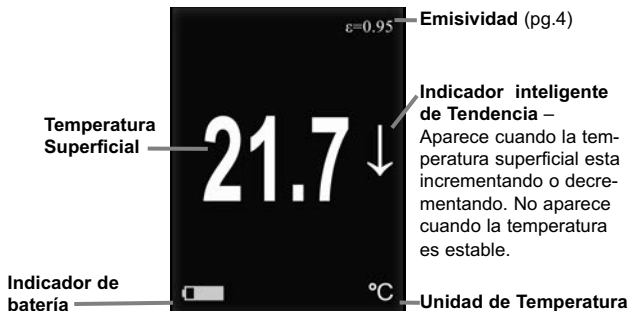 ε=0.95
Emisividad (pg.4)
Indicador inteligente
de Tendencia –
Aparece cuando la tem-
peratura superficial esta
incrementando o decre-
mentando. No aparece
cuando la temperatura
es estable.
Temperatura
Superficial
21.7 ↓
Indicador de
batería
°C
Unidad de Temperatura